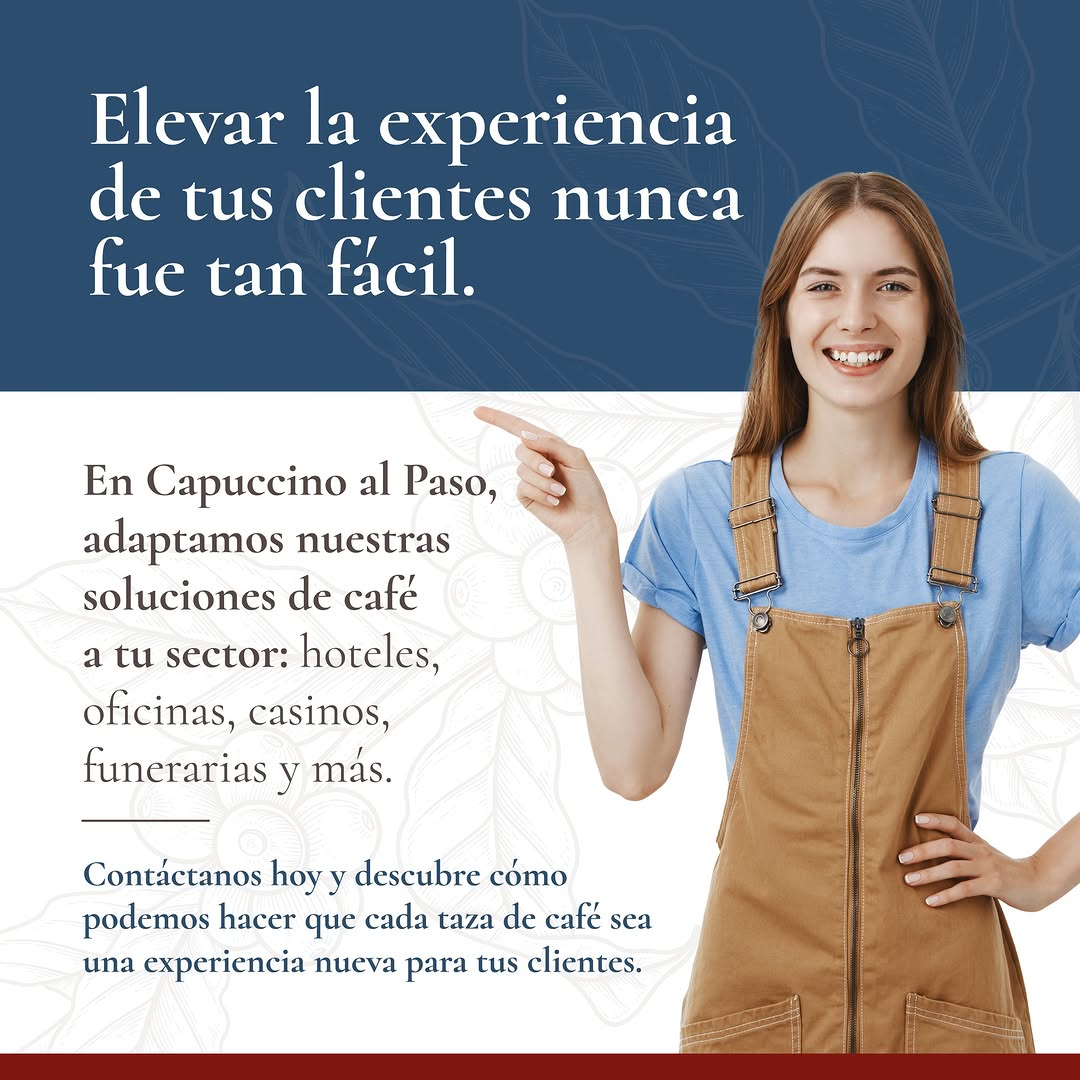 Elevar la experiencia
de tus clientes nunca
fue tan fácil.
En Capuccino al Paso,
adaptamos nuestras
soluciones de café
a tu sector: hoteles,
oficinas, casinos,
funerarias y más.
Contáctanos hoy y descubre cómo
podemos hacer que cada taza de café sea
una experiencia nueva para tus clientes.